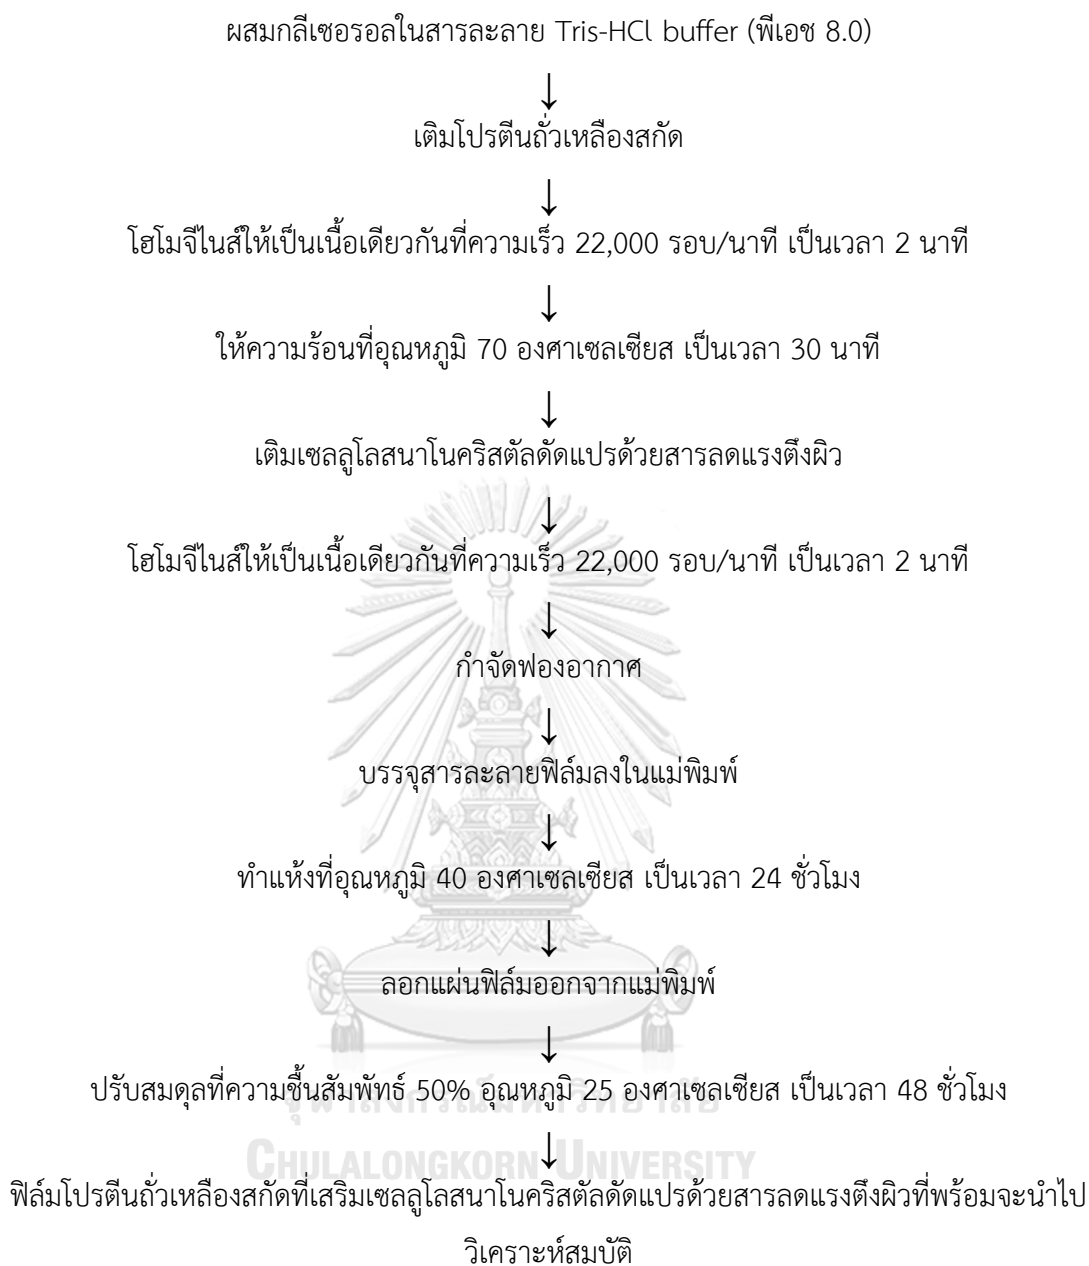 ผสมกลีเซอรอลในสารละลาย Tris-HCl buffer (พีเอช 8.0)
↓
เติมโปรตีนถั่วเหลืองสกัด
↓
โฮโมจีไนส์ให้เป็นเนื้อเดียวกันที่ความเร็ว 22,000 รอบ/นาที เป็นเวลา 2 นาที
↓
ให้ความร้อนที่อุณหภูมิ 70 องศาเซลเซียส เป็นเวลา 30 นาที
↓
เติมเซลลูโลสนาโนคริสตัลดัดแปรด้วยสารลดแรงตึงผิว
↓
โฮโมจีไนส์ให้เป็นเนื้อเดียวกันที่ความเร็ว 22,000 รอบ/นาที เป็นเวลา 2 นาที
↓
กำจัดฟองอากาศ
↓
บรรจุสารละลายฟิล์มลงในแม่พิมพ์
↓
ทำแห้งที่อุณหภูมิ 40 องศาเซลเซียส เป็นเวลา 24 ชั่วโมง
↓
ลอกแผ่นฟิล์มออกจากแม่พิมพ์
↓
ปรับสมดุลที่ความชื้นสัมพัทธ์ 50% อุณหภูมิ 25 องศาเซลเซียส เป็นเวลา 48 ชั่วโมง
จุฬาลงกรณ์มหาวิทยาลัย
↓
CHULALONGKORN UNIVERSITY
ฟิล์มโปรตีนถั่วเหลืองสกัดที่เสริมเซลลูโลสนาโนคริสตัลดัดแปรด้วยสารลดแรงตึงผิวที่พร้อมจะนำไป
วิเคราะห์สมบัติ